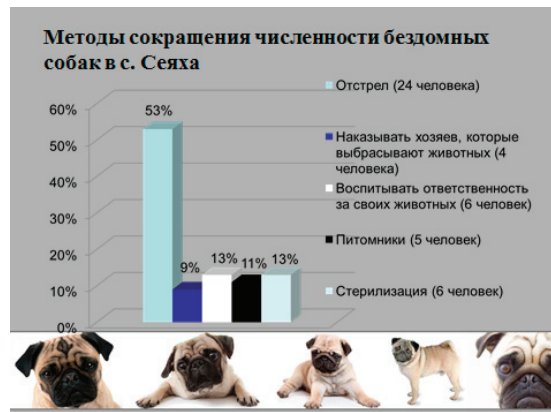 Методы сокращения численности бездомных
собак в с. Сеяха
Отстрел (24 человека)
60%
53%
50%
Наказывать хозяев, которые
выбрасывают животных (4
человека)
40%
Воспитывать ответственность
за своих животных (6 человек)
30%
Питомники (5 человек)
20%
9%
13%
11%
13%
Стерилизация (6 человек)
10%
0%